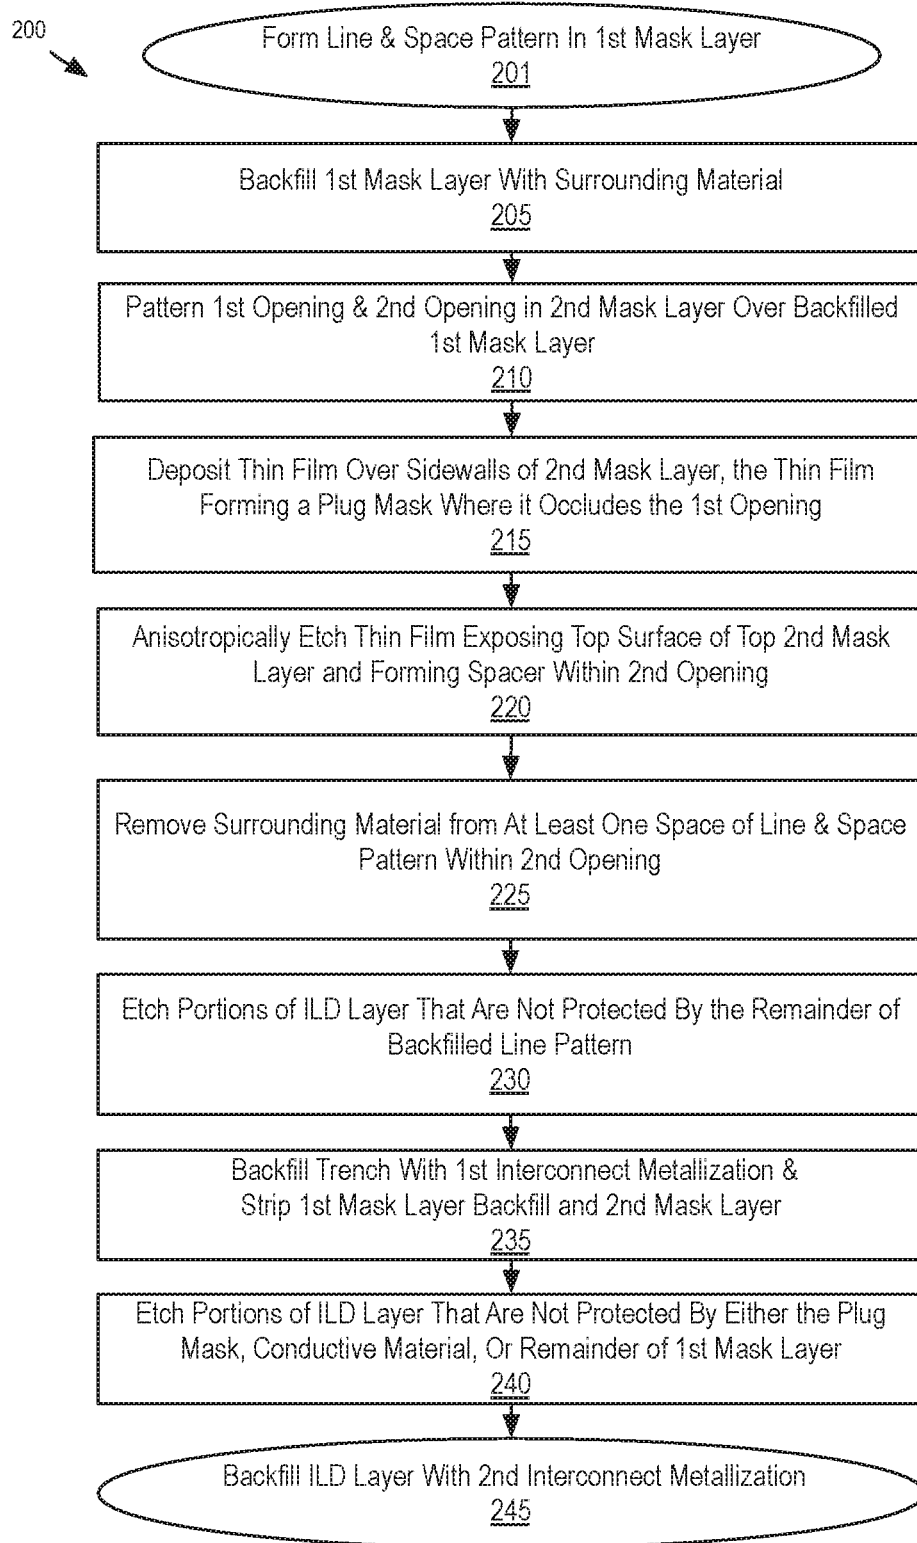 200
Form Line & Space Pattern In 1st Mask Layer
201
Backfill 1st Mask Layer With Surrounding Material
205
Pattern 1st Opening & 2nd Opening in 2nd Mask Layer Over Backfilled
1st Mask Layer
210
Deposit Thin Film Over Sidewalls of 2nd Mask Layer, the Thin Film
Forming a Plug Mask Where it Occludes the 1st Opening
215
Anisotropically Etch Thin Film Exposing Top Surface of Top 2nd Mask
Layer and Forming Spacer Within 2nd Opening
220
Remove Surrounding Material from At Least One Space of Line & Space
Pattern Within 2nd Opening
225
Etch Portions of ILD Layer That Are Not Protected By the Remainder of
Backfilled Line Pattern
230
Backfill Trench With 1st Interconnect Metallization &
Strip 1st Mask Layer Backfill and 2nd Mask Layer
235
Etch Portions of ILD Layer That Are Not Protected By Either the Plug
Mask, Conductive Material, Or Remainder of 1st Mask Layer
240
Backfill ILD Layer With 2nd Interconnect Metallization
245